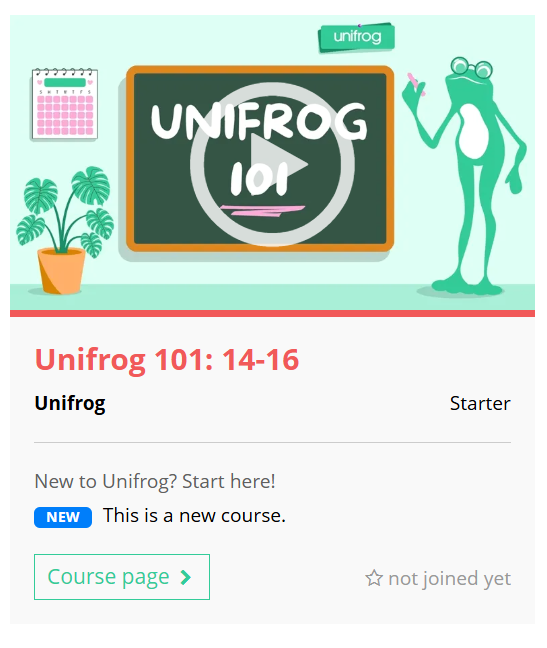 unifrog
S M T W T F S
UNIFROG
101
Unifrog 101: 14-16
Unifrog
Starter
New to Unifrog? Start here!
NEW This is a new course.
Course page
not joined yet